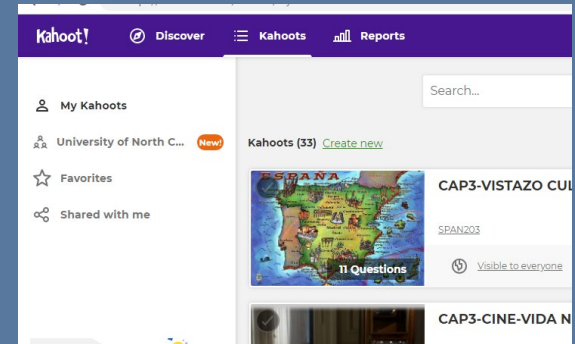 Kahoot! Discover Kahoots Reports
Search...
My Kahoots
University of North C... New!
Favorites
Shared with me
Kahoots (33) Create new
ESPAÑA
11 Questions
CAP3-VISTAZO CUL
SPAN203
Visible to everyone
CAP3-CINE-VIDA N